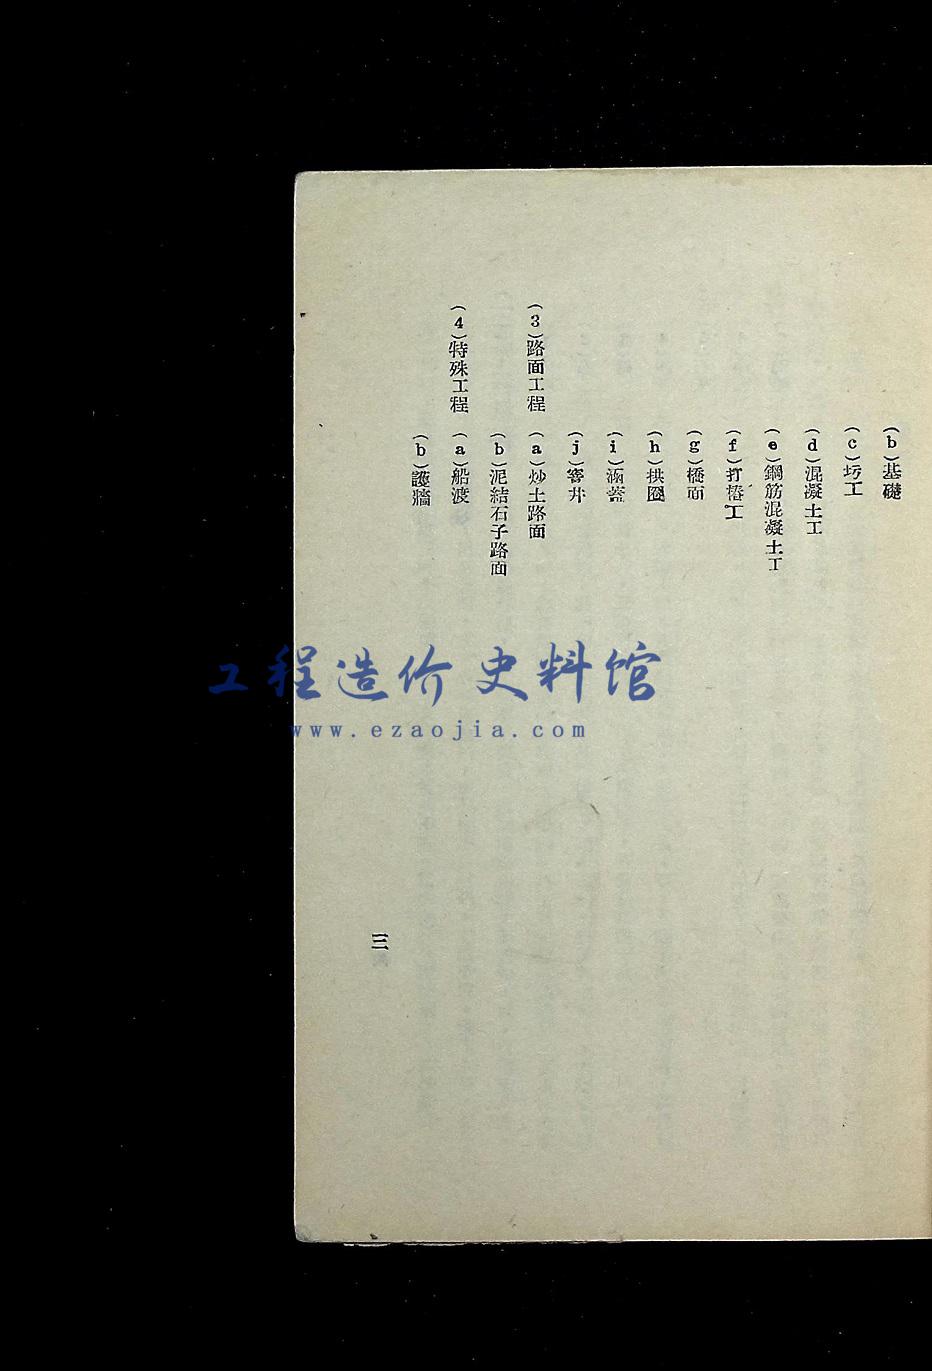 (b)基礎
(c)圬工
(d)混凝土工
(e)鋼筋混凝土工
(f)打樁工
(g)橋面
(h)拱圈
(i)涵蓋
(j)窨井
(3)路面工程
(a)炒土路面
(b)泥結石子路面
(4)特殊工程
(a)船渡
(b)護牆
三
工程造价史料馆
www.ezaojia.com